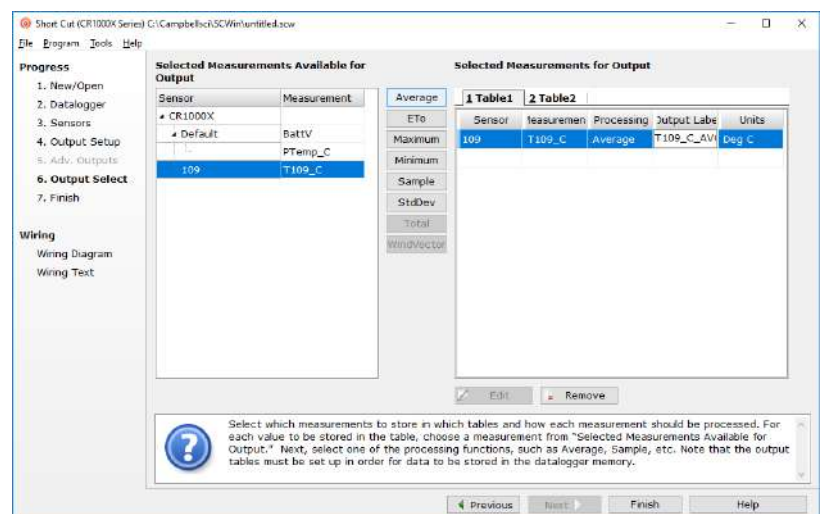 Short Cut (CR1000X Series) C:\Campbellsci\SCWin\untitled.scw
File Program Tools Help
Progress
1. New/Open
2. Datalogger
3. Sensors
4. Output Setup
5. Adv. Outputs
6. Output Select
7. Finish
Wiring
Wiring Diagram
Wiring Text
Selected Measurements Available for
Output
Sensor Measurement
CR1000X
Default BattV
PTemp_C
109 T109_C
Average
ETo
Maximum
Minimum
Sample
StdDev
Total
WindVector
Selected Measurements for Output
1 Table1 2 Table2
Sensor Measuremen Processing Output Labe Units
109 T109_C Average T109_C_AV Deg C
Edit Remove
Select which measurements to store in which tables and how each measurement should be processed. For
each value to be stored in the table, choose a measurement from "Selected Measurements Available for
Output." Next, select one of the processing functions, such as Average, Sample, etc. Note that the output
tables must be set up in order for data to be stored in the datalogger memory.
Previous Next Finish Help